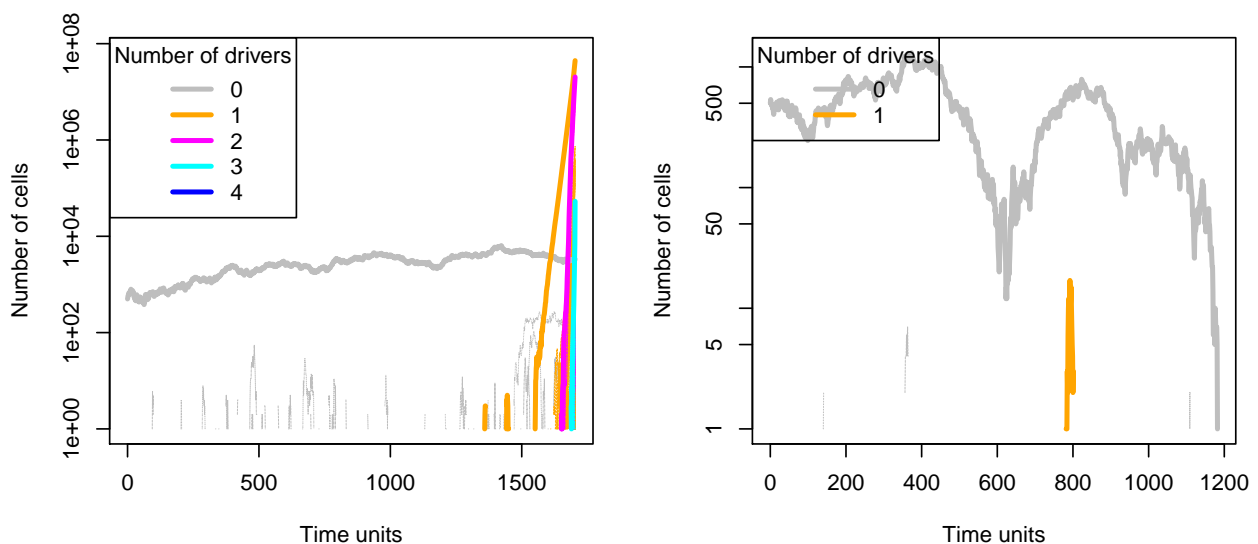 Number of drivers
0
1
2
3
4
1e+00 1e+02 1e+04 1e+06 1e+08
Number of cells
0 500 1000 1500
Time units
Number of drivers
0
1
1 5 50 500
Number of cells
0 200 400 600 800 1000 1200
Time units